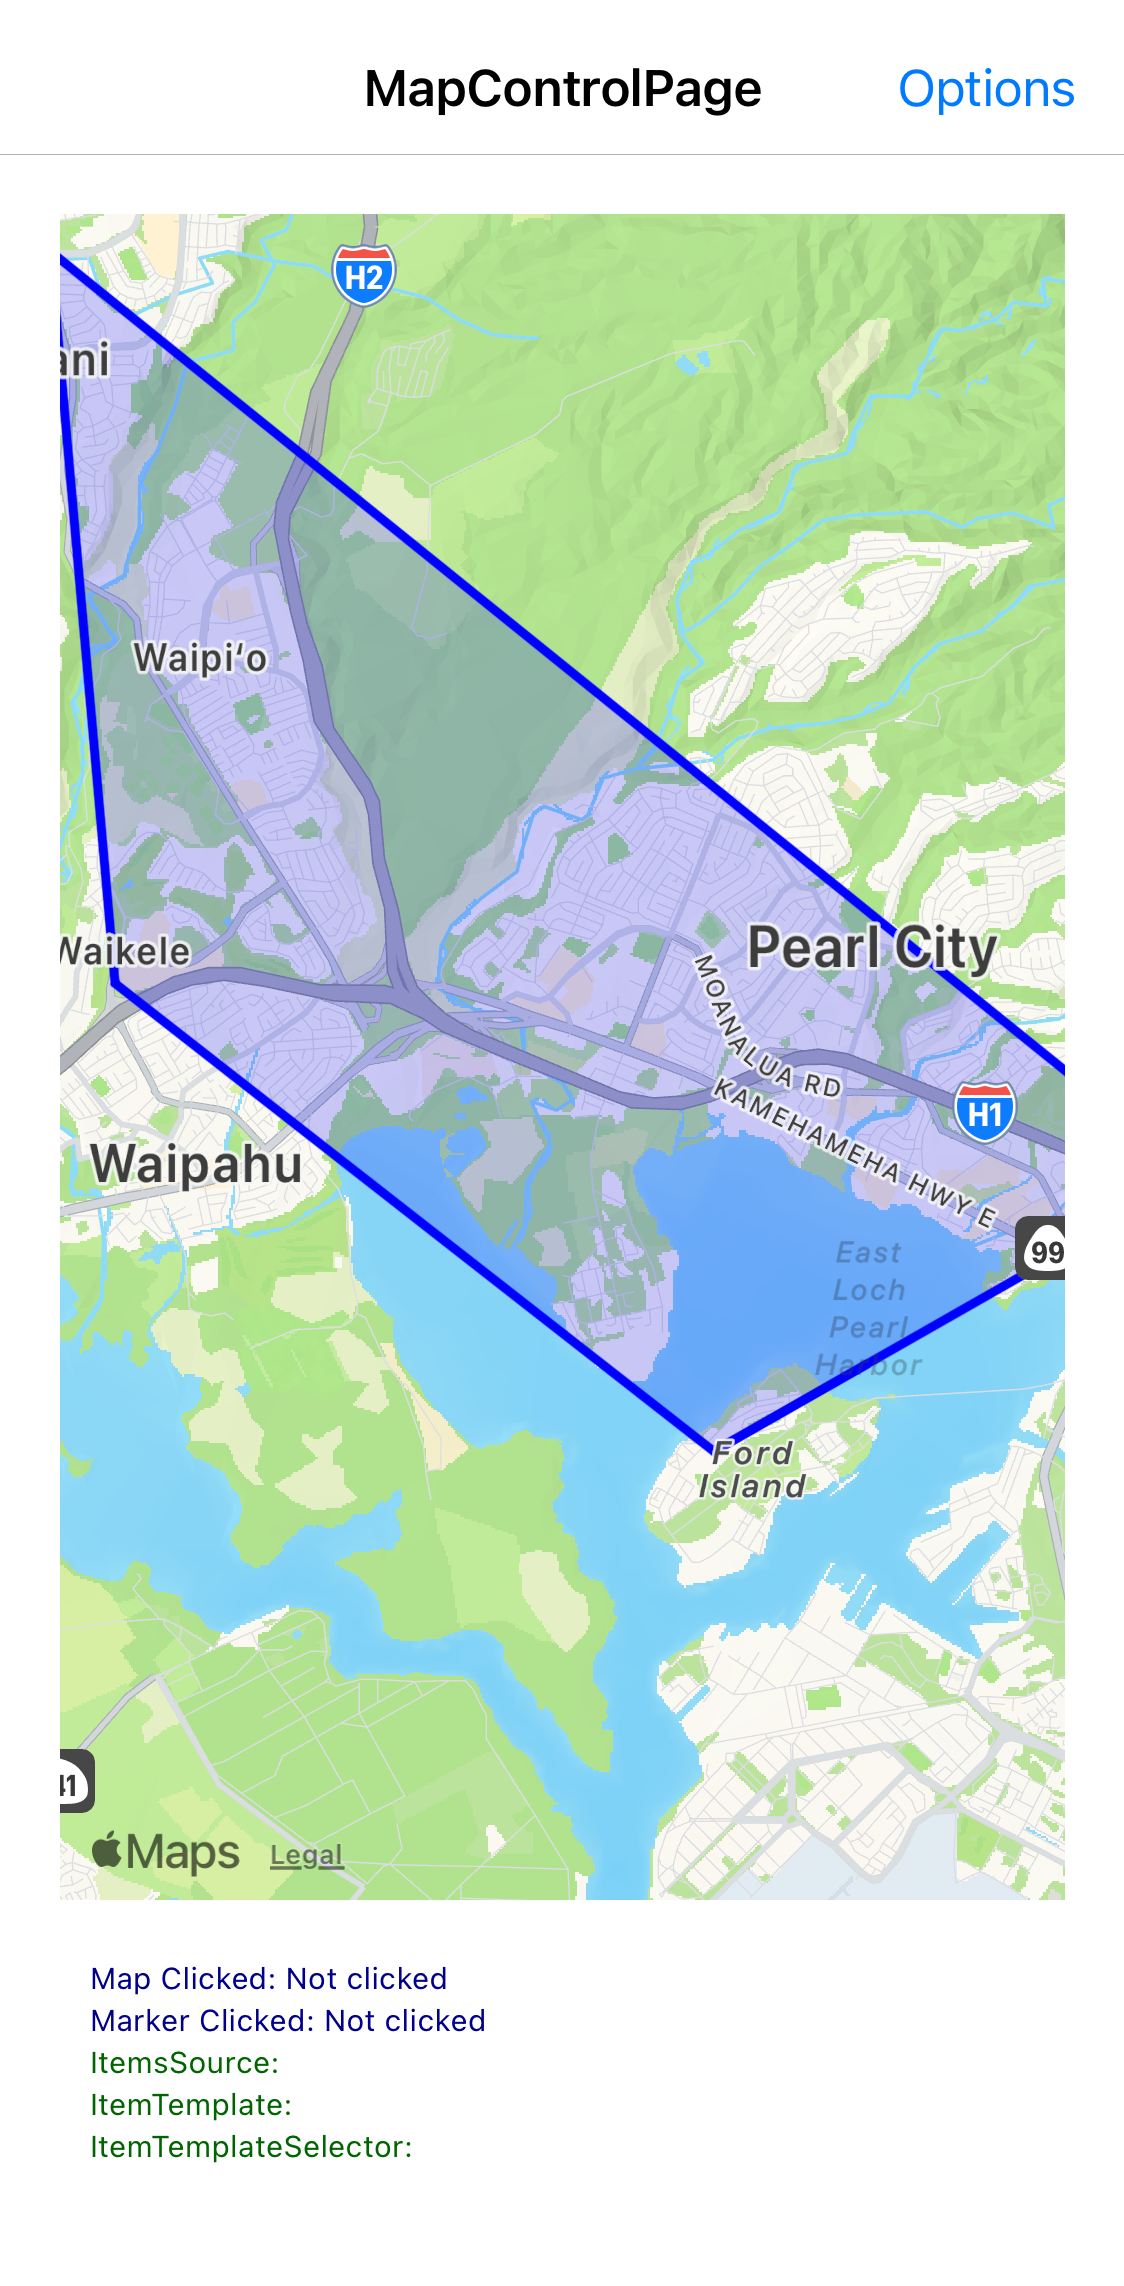 MapControlPage
Options
H2
ani
Waipiʻo
Waikele
Pearl City
MOANALUA RD
KAMEHAMEHA HWY E
H1
Waipahu
99
East
Loch
Pearl
Harbor
Ford
Island
41
Maps
Legal
Map Clicked: Not clicked
Marker Clicked: Not clicked
ItemsSource:
ItemTemplate:
ItemTemplateSelector: